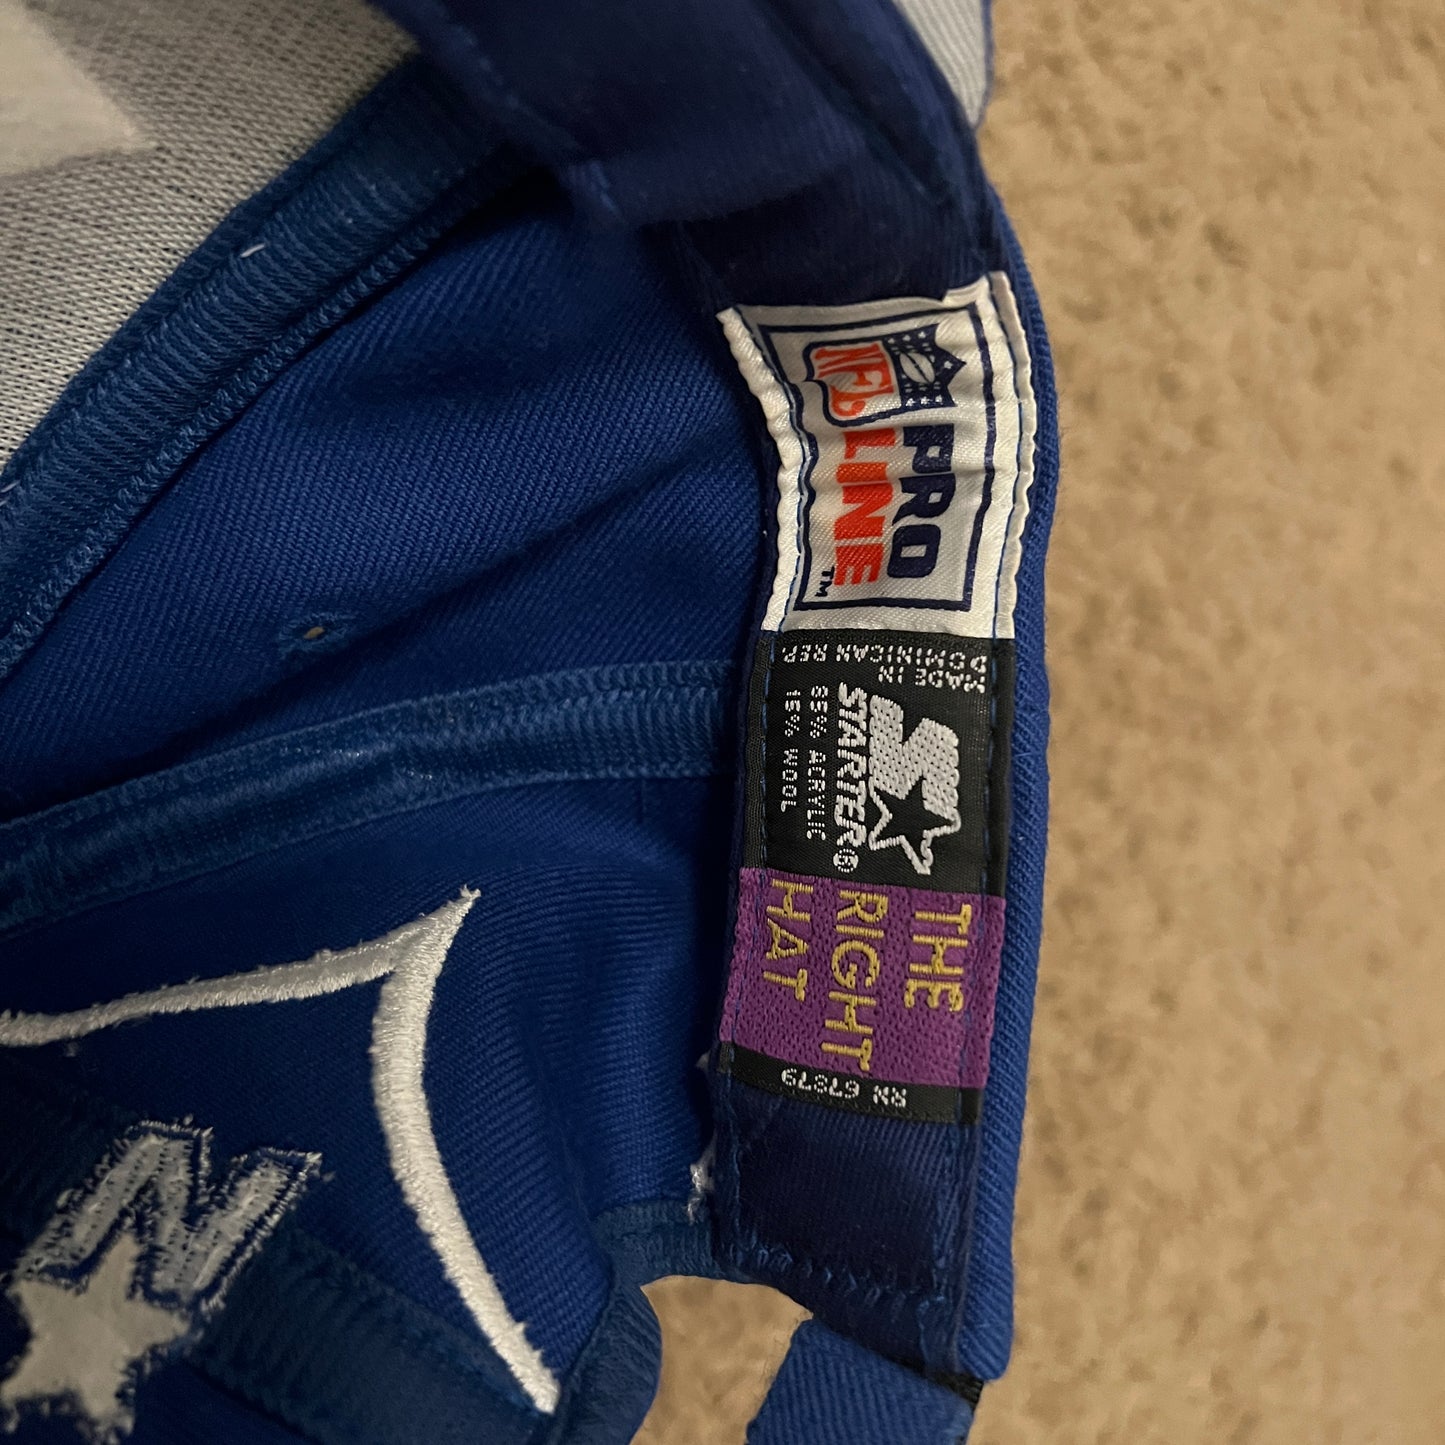 NFL
PRO
LINE
™
MADE IN
DOMINICAN REP.
STARTER®
85% ACRYLIC
15% WOOL
THE
RIGHT
HAT
RN 67879
N